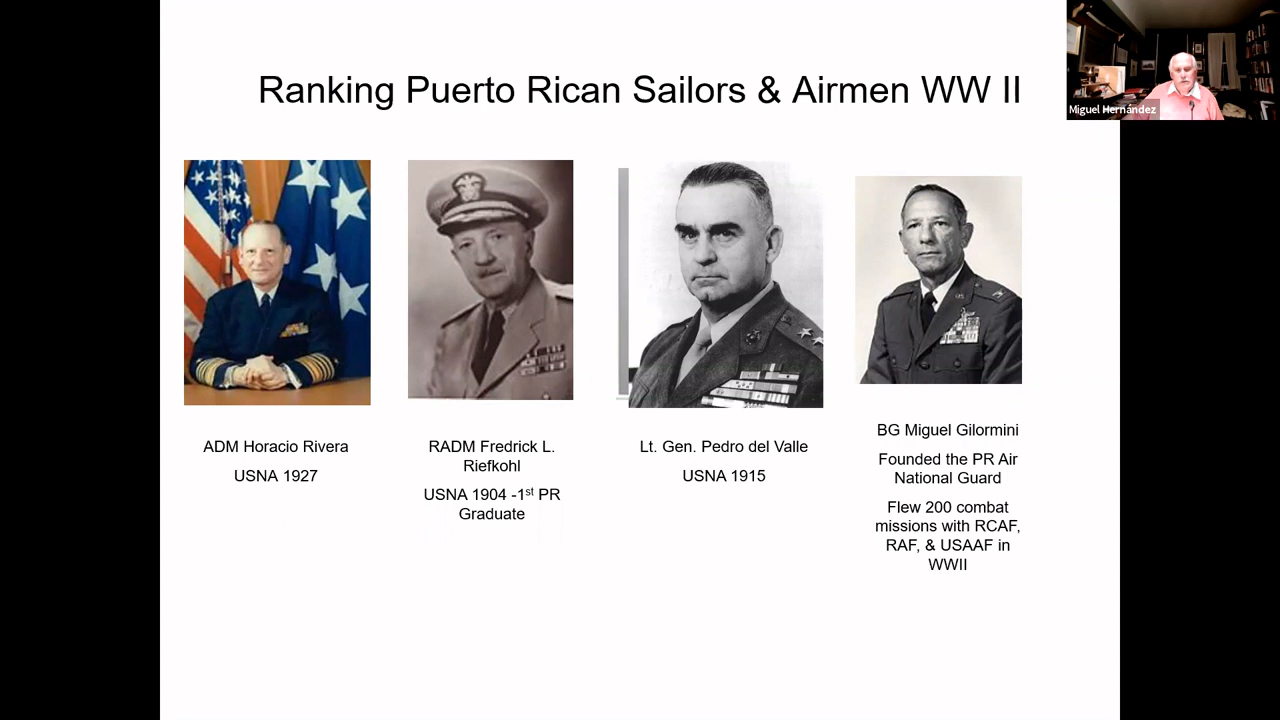 Ranking Puerto Rican Sailors & Airmen WW II
Miguel Hernández
ADM Horacio Rivera
USNA 1927
RADM Fredrick L.
Riefkohl
USNA 1904 -1st PR
Graduate
Lt. Gen. Pedro del Valle
USNA 1915
BG Miguel Gilormini
Founded the PR Air
National Guard
Flew 200 combat
missions with RCAF,
RAF, & USAAF in
WWII